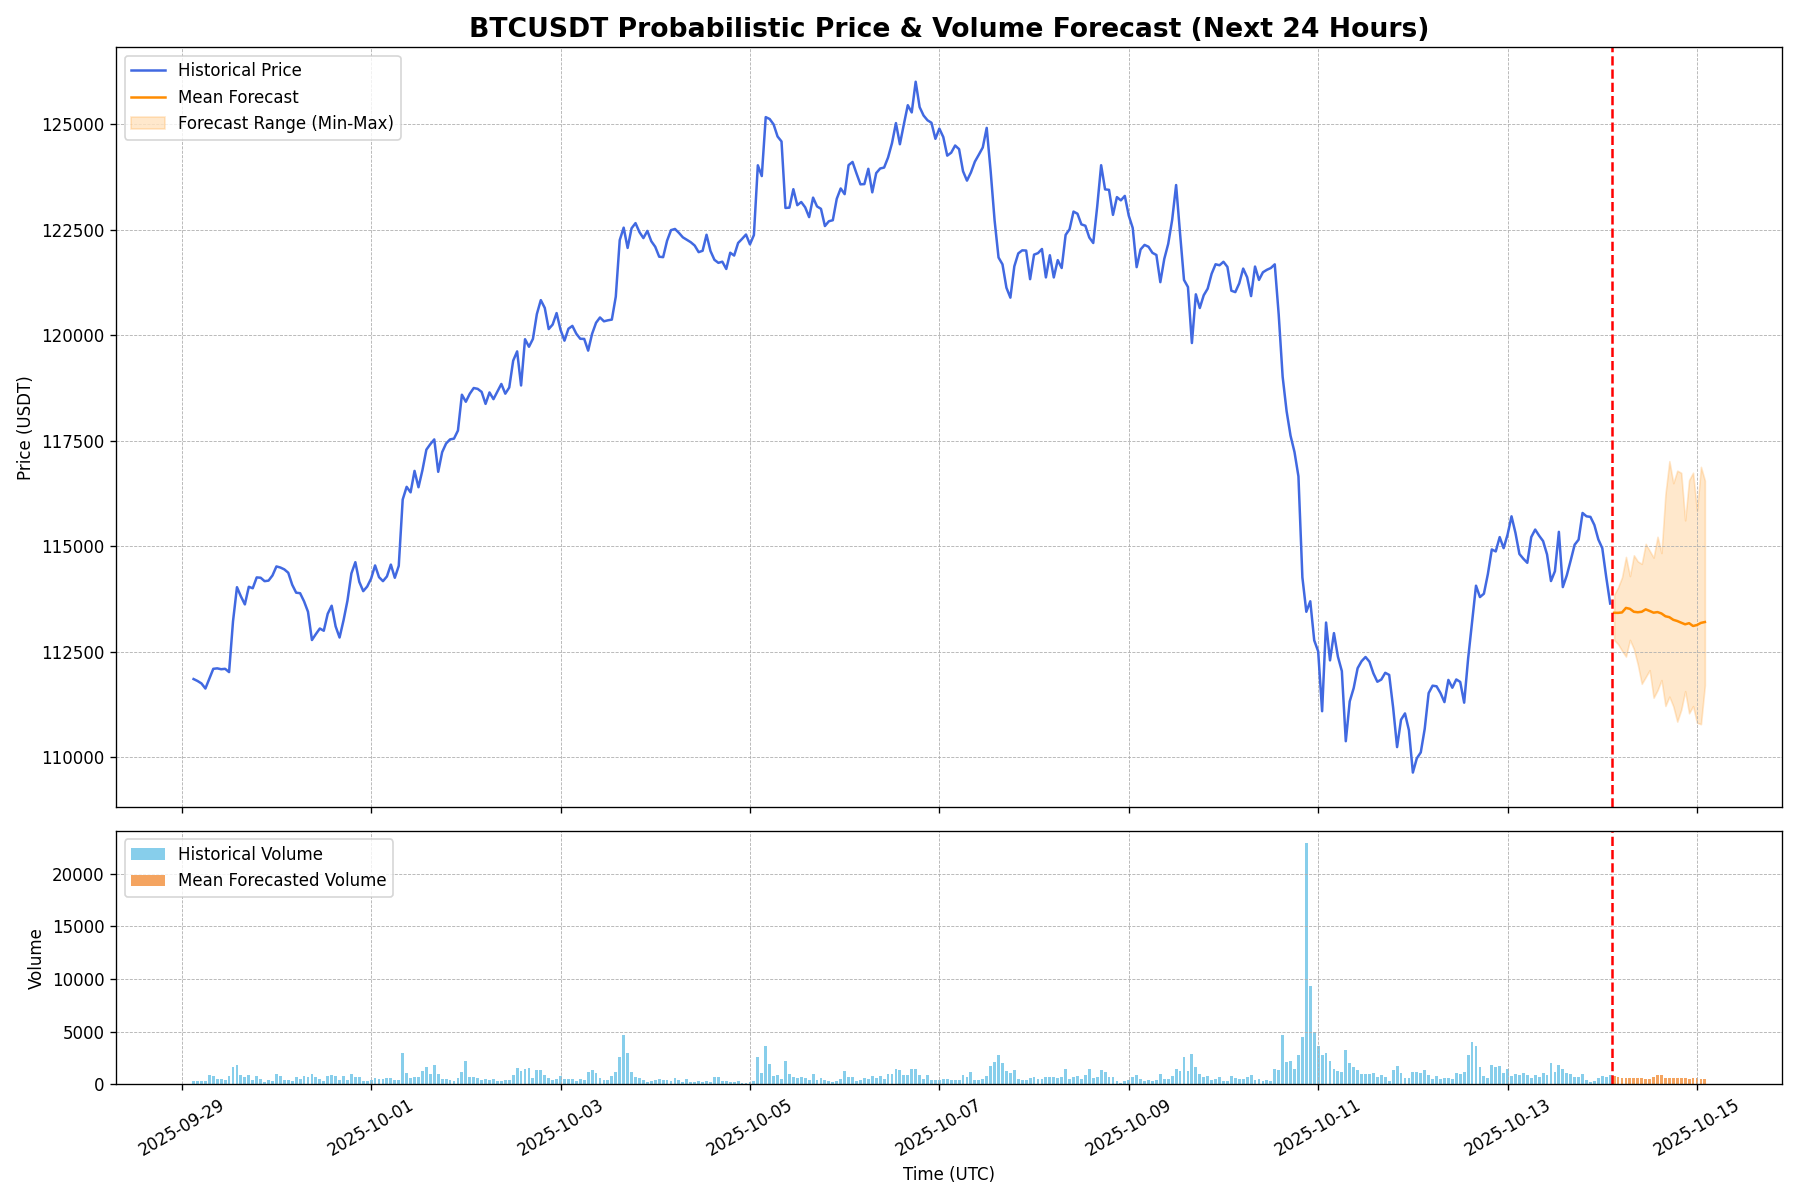 BTCUSDT Probabilistic Price & Volume Forecast (Next 24 Hours)
Historical Price
Mean Forecast
Forecast Range (Min-Max)
125000
122500
120000
117500
115000
112500
110000
Price (USDT)
Historical Volume
Mean Forecasted Volume
20000
15000
10000
5000
0
Volume
2025-09-29
2025-10-01
2025-10-03
2025-10-05
2025-10-07
2025-10-09
2025-10-11
2025-10-13
2025-10-15
Time (UTC)